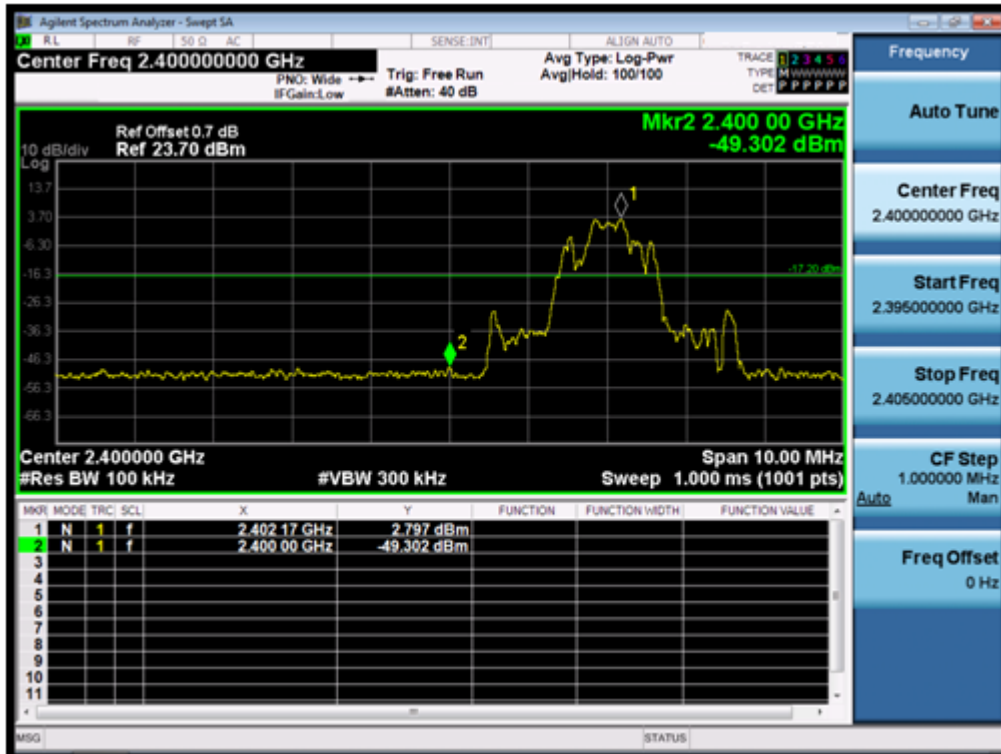 Agilent Spectrum Analyzer - Swept SA
RL RF 50 Ω AC SENSE:INT ALIGN AUTO
Center Freq 2.400000000 GHz
PNO: Wide
IFGain:Low
Trig: Free Run
#Atten: 40 dB
Avg Type: Log-Pwr
Avg|Hold: 100/100
TRACE 1 2 3 4 5 6
TYPE M WWWWW
DET P P P P P P
Mkr2 2.400 00 GHz
-49.302 dBm
Ref Offset 0.7 dB
10 dB/div Ref 23.70 dBm
Log
13.7
3.70
-6.30
-16.3
-26.3
-36.3
-46.3
-56.3
-66.3
1
-17.20 dBm
2
Center 2.400000 GHz Span 10.00 MHz
#Res BW 100 kHz #VBW 300 kHz Sweep 1.000 ms (1001 pts)
MKR MODE TRC SCL X Y FUNCTION FUNCTION WIDTH FUNCTION VALUE
1 N 1 f 2.402 17 GHz 2.797 dBm
2 N 1 f 2.400 00 GHz -49.302 dBm
3
4
5
6
7
8
9
10
11
MSG STATUS
Frequency
Auto Tune
Center Freq
2.400000000 GHz
Start Freq
2.395000000 GHz
Stop Freq
2.405000000 GHz
CF Step
1.000000 MHz
Auto Man
Freq Offset
0 Hz